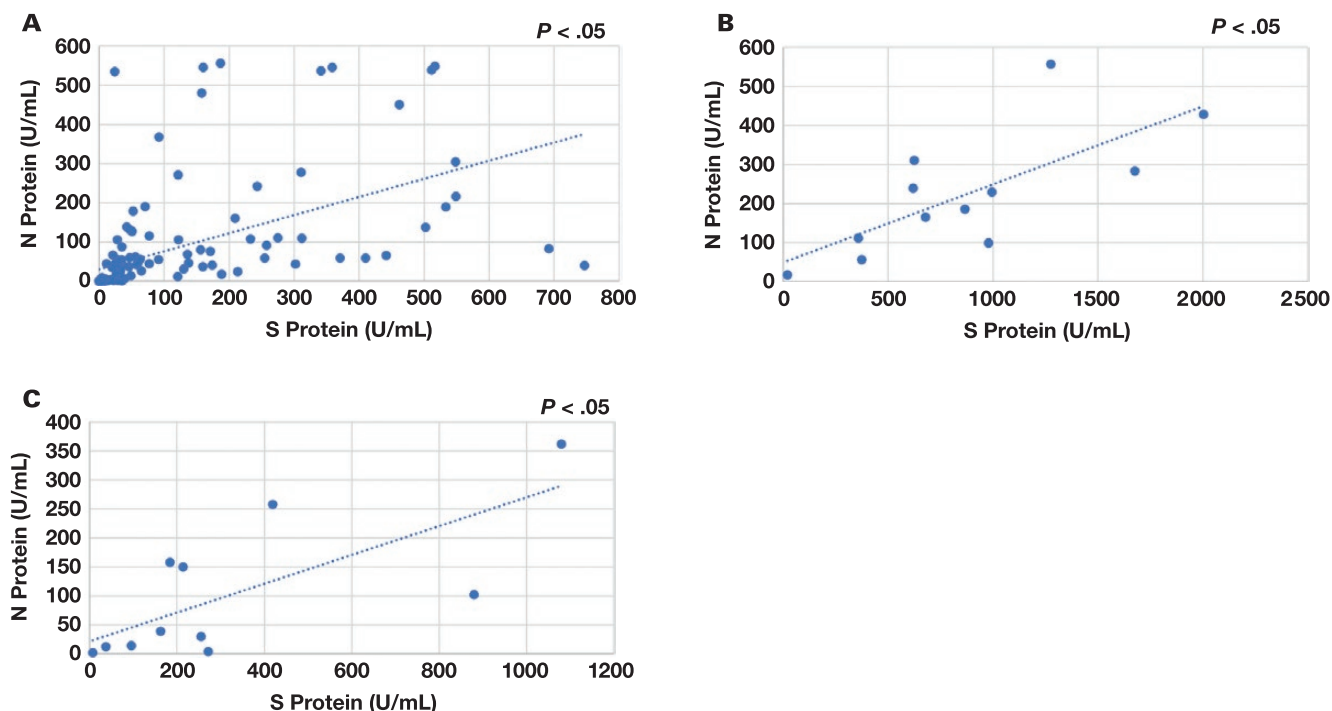 A
P < .05
600
500
400
300
200
100
0
0 100 200 300 400 500 600 700 800
N Protein (U/mL)
S Protein (U/mL)
B
P < .05
600
500
400
300
200
100
0
0 500 1000 1500 2000 2500
N Protein (U/mL)
S Protein (U/mL)
C
P < .05
400
350
300
250
200
150
100
50
0
0 200 400 600 800 1000 1200
N Protein (U/mL)
S Protein (U/mL)